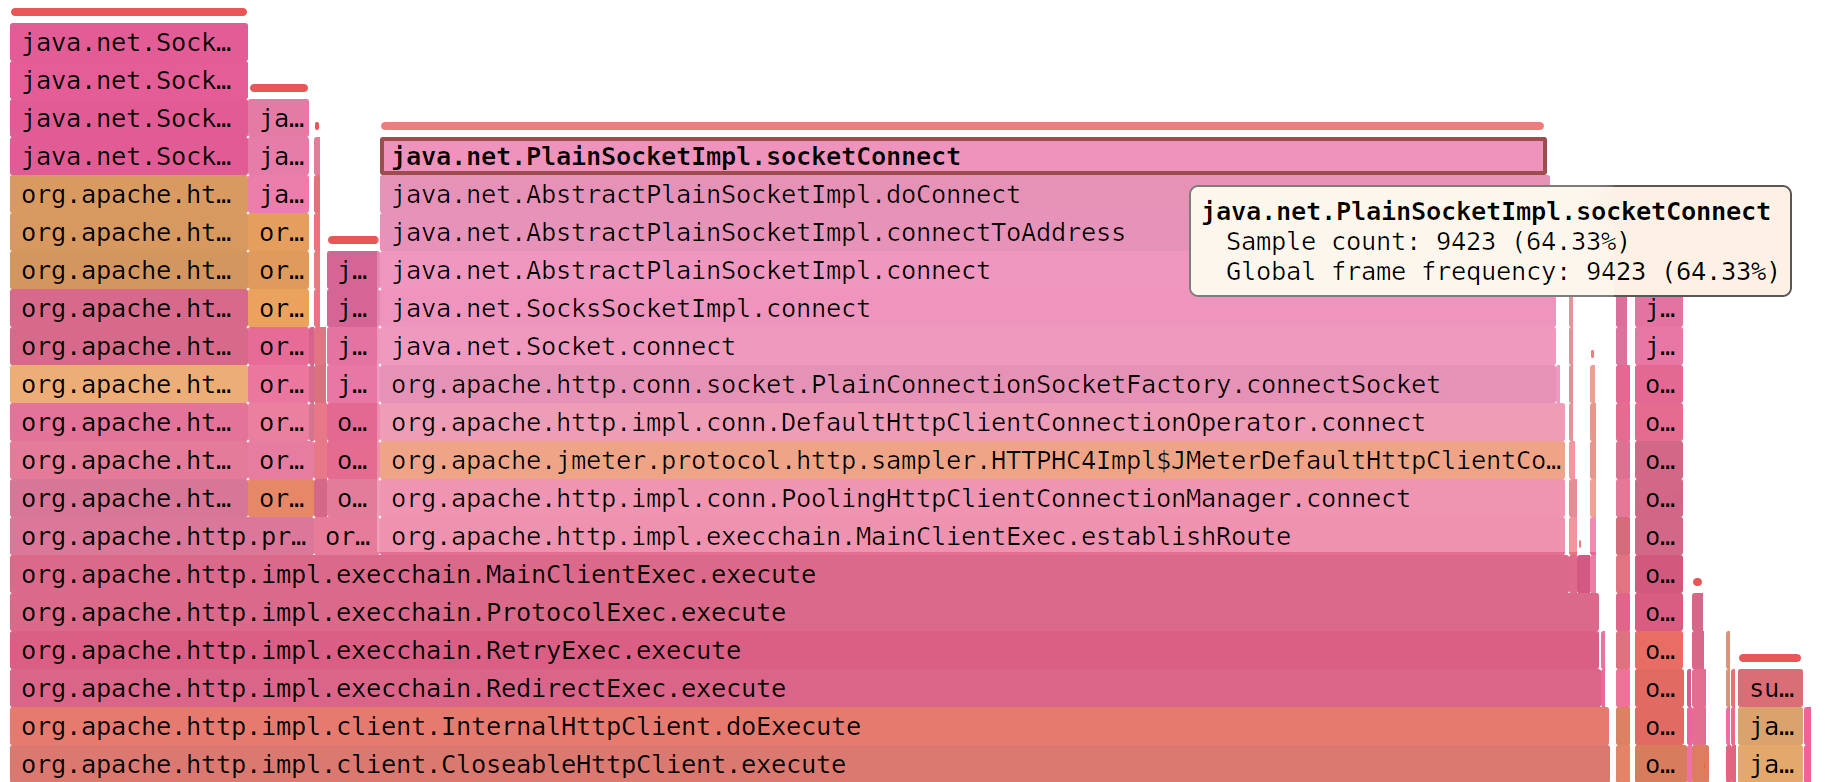 java.net.Sock…
java.net.Sock…
java.net.Sock… ja…
java.net.Sock… ja… java.net.PlainSocketImpl.socketConnect
org.apache.ht… ja… java.net.AbstractPlainSocketImpl.doConnect
java.net.PlainSocketImpl.socketConnect
Sample count: 9423 (64.33%)
Global frame frequency: 9423 (64.33%)
org.apache.ht… or… java.net.AbstractPlainSocketImpl.connectToAddress
org.apache.ht… or… j… java.net.AbstractPlainSocketImpl.connect
org.apache.ht… or… j… java.net.SocksSocketImpl.connect j…
org.apache.ht… or… j… java.net.Socket.connect j…
org.apache.ht… or… j… org.apache.http.conn.socket.PlainConnectionSocketFactory.connectSocket o…
org.apache.ht… or… o… org.apache.http.impl.conn.DefaultHttpClientConnectionOperator.connect o…
org.apache.ht… or… o… org.apache.jmeter.protocol.http.sampler.HTTPHC4Impl$JMeterDefaultHttpClientCo… o…
org.apache.ht… or… o… org.apache.http.impl.conn.PoolingHttpClientConnectionManager.connect o…
org.apache.http.pr… or… org.apache.http.impl.execchain.MainClientExec.establishRoute o…
org.apache.http.impl.execchain.MainClientExec.execute o…
org.apache.http.impl.execchain.ProtocolExec.execute o…
org.apache.http.impl.execchain.RetryExec.execute o…
org.apache.http.impl.execchain.RedirectExec.execute o… su…
org.apache.http.impl.client.InternalHttpClient.doExecute o… ja…
org.apache.http.impl.client.CloseableHttpClient.execute o… ja…